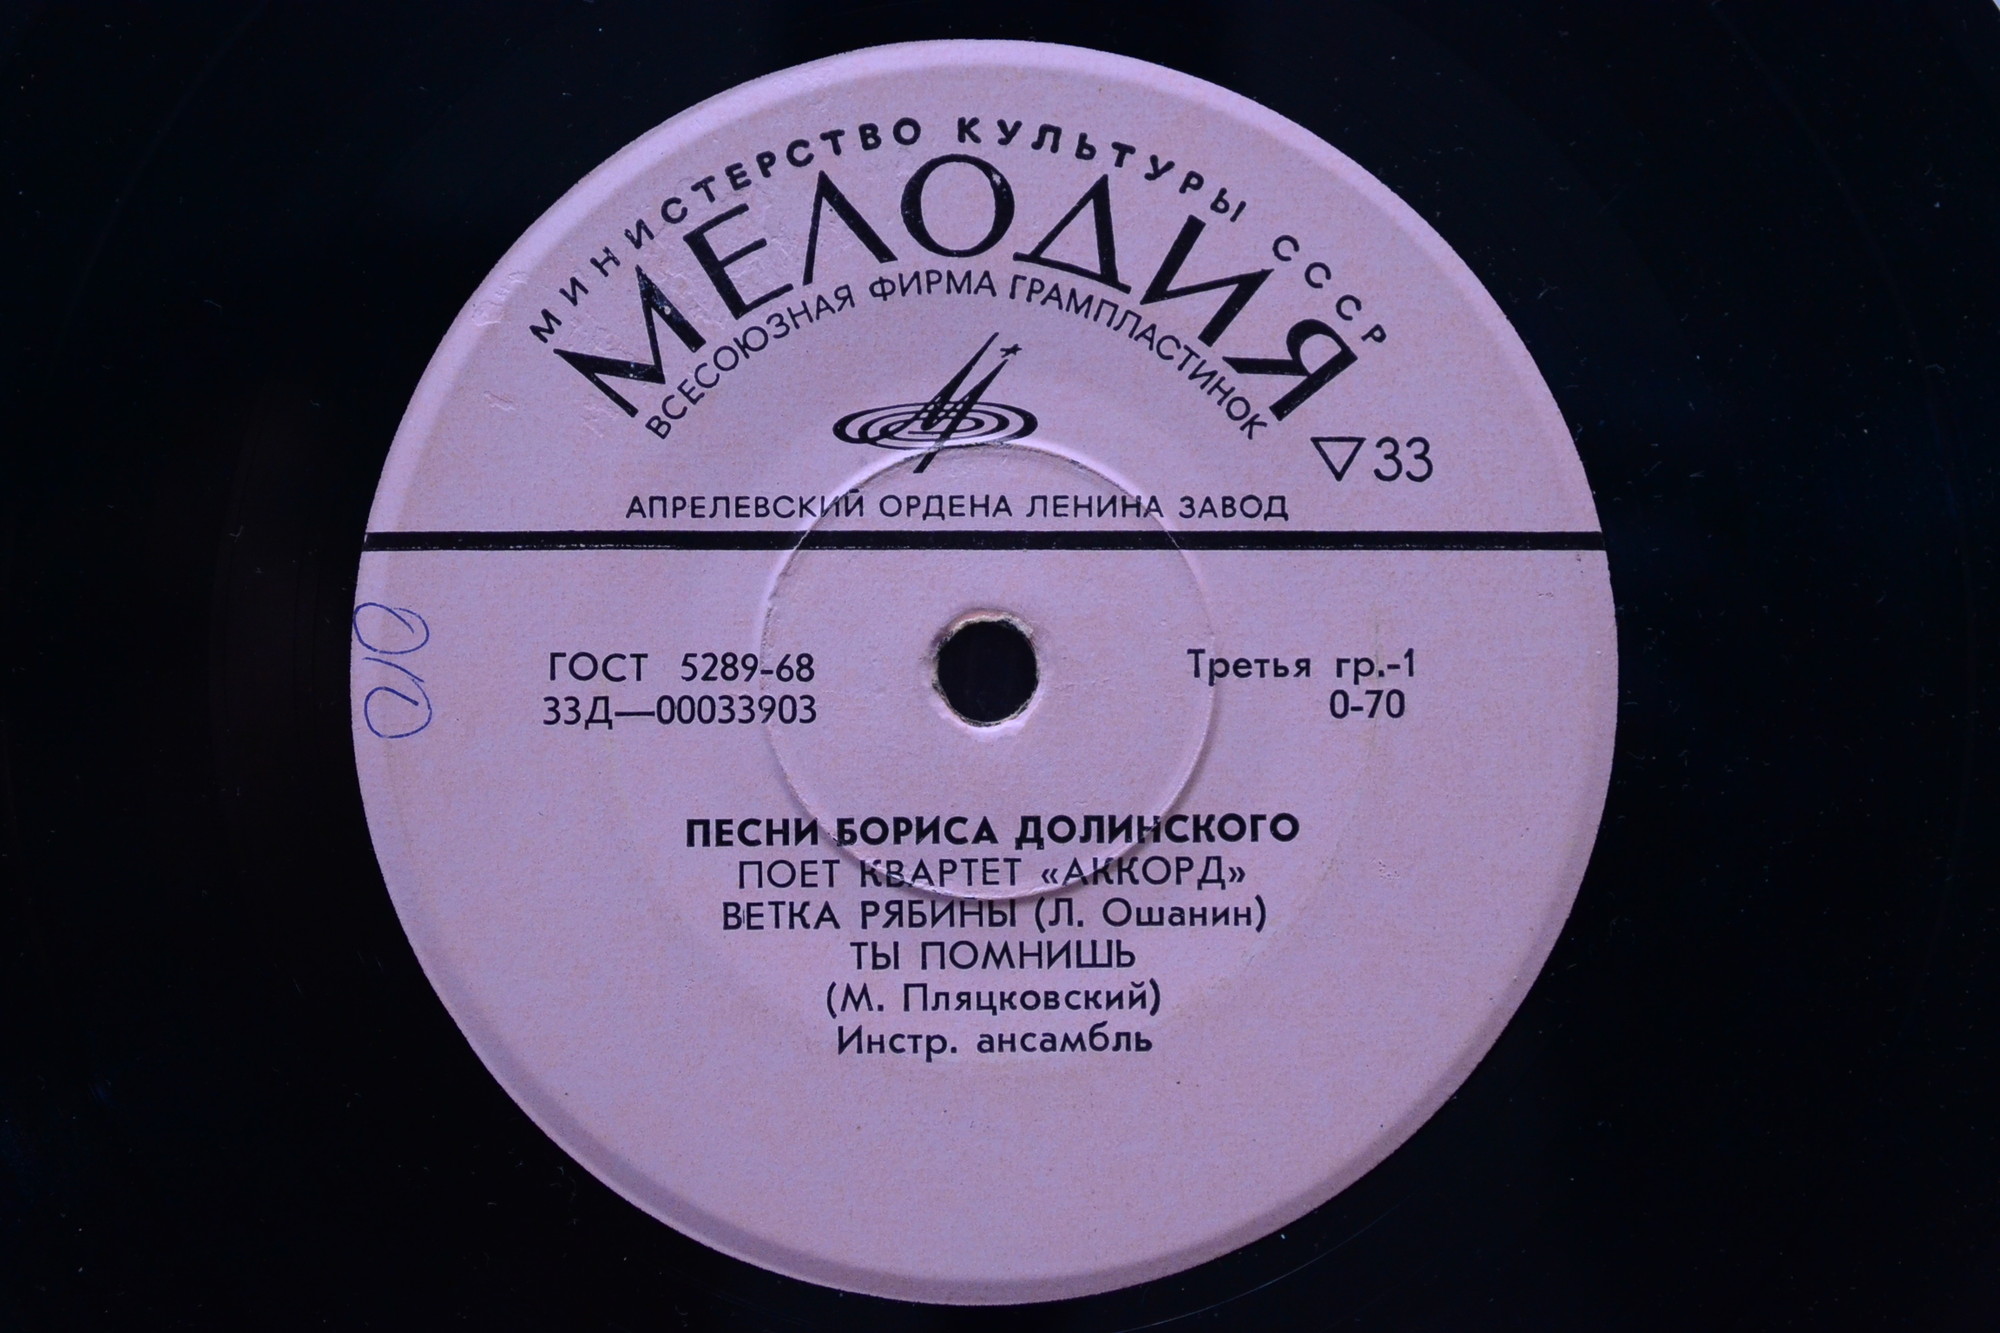 МИНИСТЕРСТВО КУЛЬТУРЫ СССР
МЕЛОДИЯ
ВСЕСОЮЗНАЯ ФИРМА ГРАМПЛАСТИНОК
▽33
АПРЕЛЕВСКИЙ ОРДЕНА ЛЕНИНА ЗАВОД
ГОСТ 5289-68
33Д—00033903
Третья гр.-1
0-70
ПЕСНИ БОРИСА ДОЛИНСКОГО
ПОЕТ КВАРТЕТ «АККОРД»
ВЕТКА РЯБИНЫ (Л. Ошанин)
ТЫ ПОМНИШЬ
(М. Пляцковский)
Инстр. ансамбль